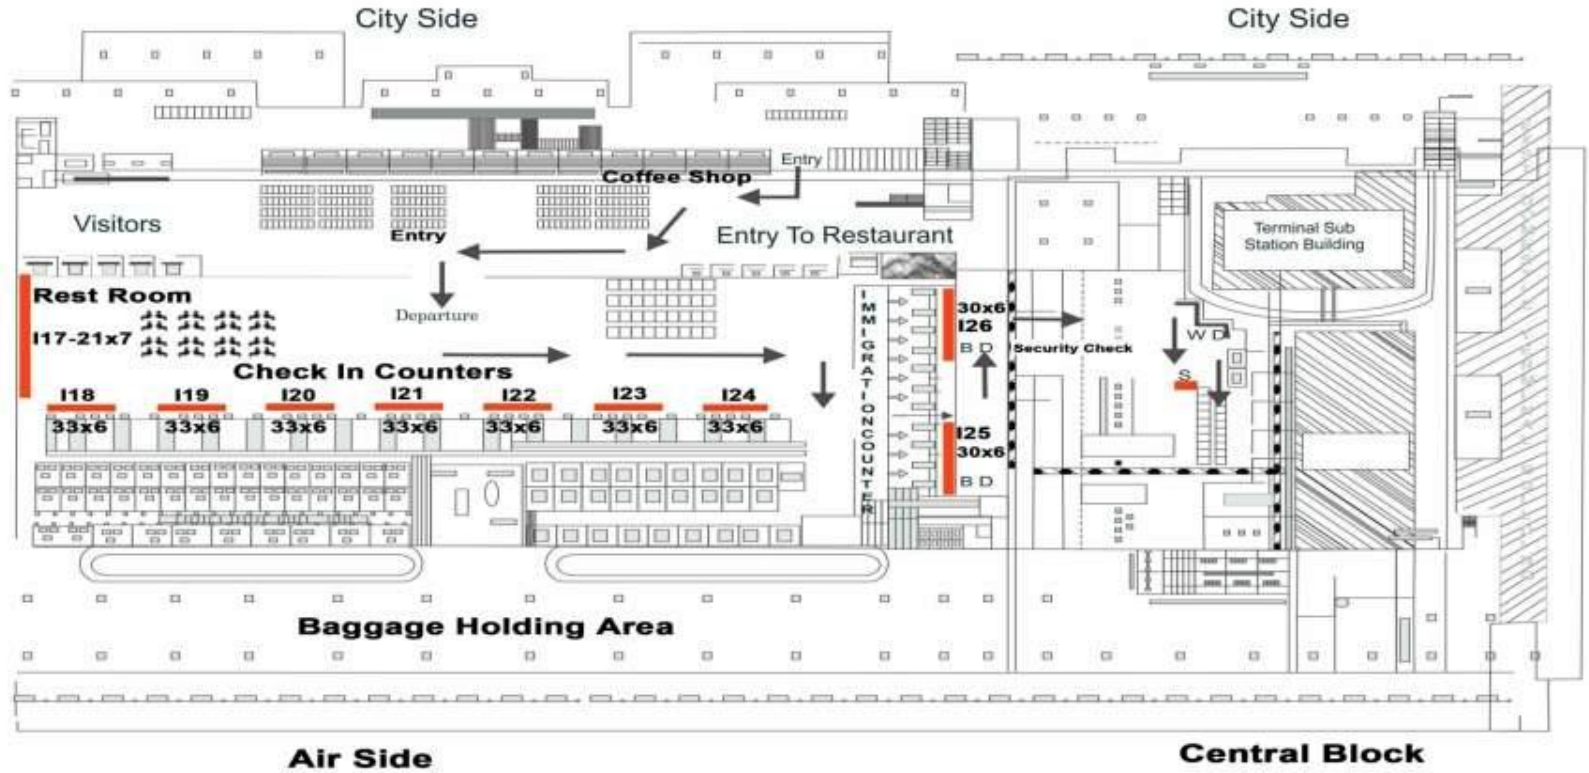 City Side
City Side
Entry
Coffee Shop
Visitors
Entry
Entry To Restaurant
Terminal Sub
Station Building
Rest Room
I17-21x7
Departure
30x6
I26
B D
Security Check
W D
S
IMMIGRATIONCOUNTER
Check In Counters
I18
I19
I20
I21
I22
I23
I24
33x6
33x6
33x6
33x6
33x6
33x6
33x6
I25
30x6
B D
Baggage Holding Area
Air Side
Central Block